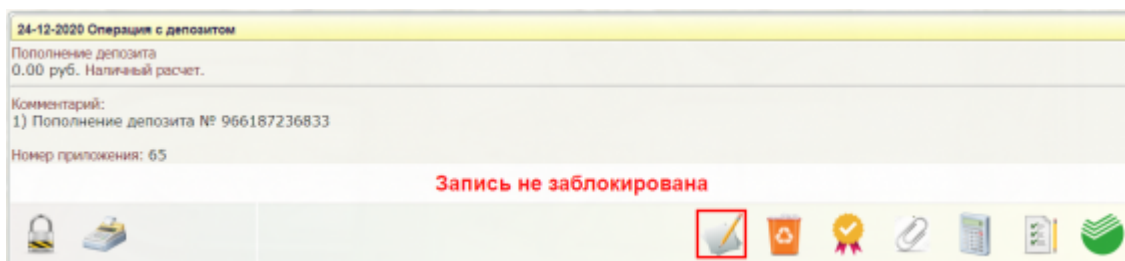 24-12-2020 Операция с депозитом
Пополнение депозита
0.00 руб. Наличный расчет.
Комментарий:
1) Пополнение депозита № 966187236833
Номер приложения: 65
Запись не заблокирована